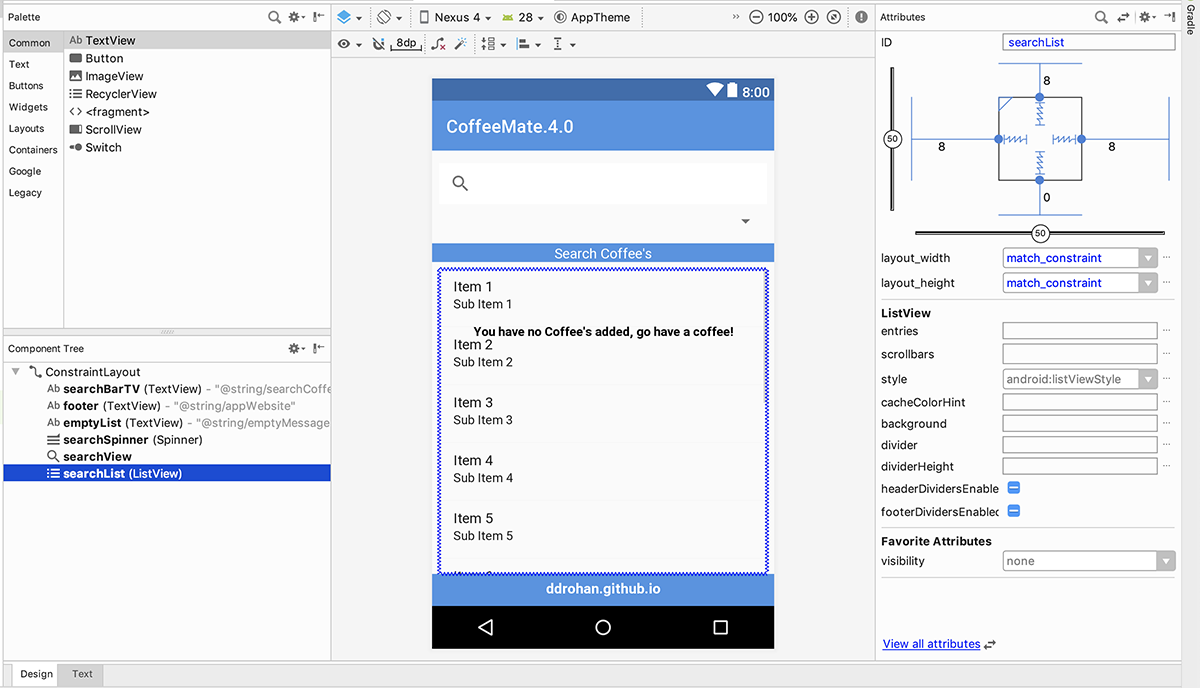 Palette
Common
Text
Buttons
Widgets
Layouts
Containers
Google
Legacy
Ab TextView
Button
ImageView
RecyclerView
<> <fragment>
ScrollView
Switch
Component Tree
ConstraintLayout
Ab searchBarTV (TextView) - "@string/searchCoffe
Ab footer (TextView) - "@string/appWebsite"
Ab emptyList (TextView) - "@string/emptyMessage
searchSpinner (Spinner)
searchView
searchList (ListView)
Design Text
Nexus 4 28 AppTheme » 100%
8dp
8:00
CoffeeMate.4.0
Search Coffee's
Item 1
Sub Item 1
You have no Coffee's added, go have a coffee!
Item 2
Sub Item 2
Item 3
Sub Item 3
Item 4
Sub Item 4
Item 5
Sub Item 5
ddrohan.github.io
Attributes
ID searchList
8
50
8 8
0
50
layout_width match_constraint ...
layout_height match_constraint ...
ListView
entries ...
scrollbars ...
style android:listViewStyle ...
cacheColorHint ...
background ...
divider ...
dividerHeight ...
headerDividersEnable
footerDividersEnabled
Favorite Attributes
visibility none
View all attributes
Gradle